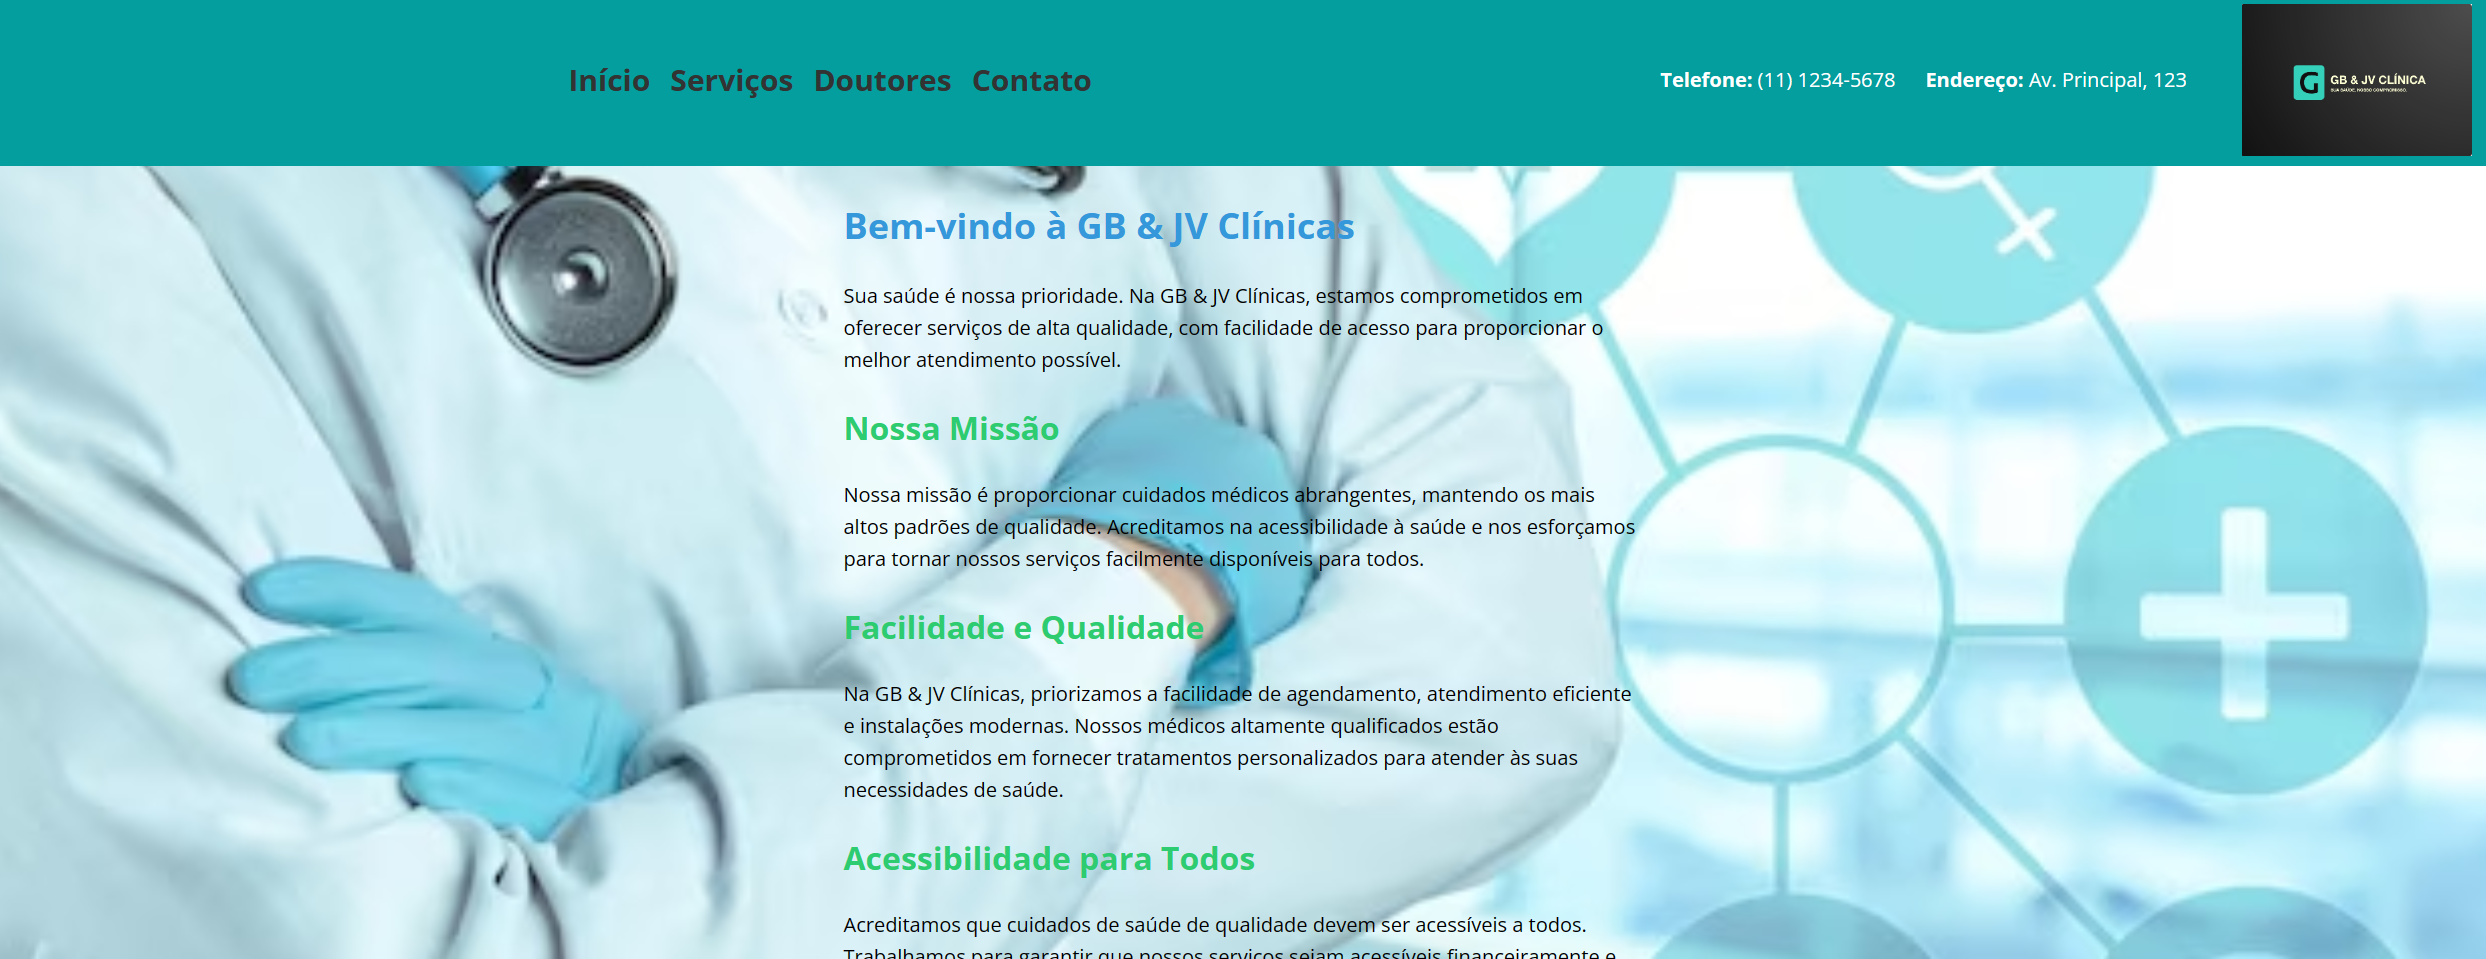 Início Serviços Doutores Contato
Telefone: (11) 1234-5678 Endereço: Av. Principal, 123
G GB & JV CLÍNICA
SUA SAÚDE, NOSSO COMPROMISSO.
Bem-vindo à GB & JV Clínicas
Sua saúde é nossa prioridade. Na GB & JV Clínicas, estamos comprometidos em
oferecer serviços de alta qualidade, com facilidade de acesso para proporcionar o
melhor atendimento possível.
Nossa Missão
Nossa missão é proporcionar cuidados médicos abrangentes, mantendo os mais
altos padrões de qualidade. Acreditamos na acessibilidade à saúde e nos esforçamos
para tornar nossos serviços facilmente disponíveis para todos.
Facilidade e Qualidade
Na GB & JV Clínicas, priorizamos a facilidade de agendamento, atendimento eficiente
e instalações modernas. Nossos médicos altamente qualificados estão
comprometidos em fornecer tratamentos personalizados para atender às suas
necessidades de saúde.
Acessibilidade para Todos
Acreditamos que cuidados de saúde de qualidade devem ser acessíveis a todos.
Trabalhamos para garantir que nossos serviços sejam acessíveis financeiramente e